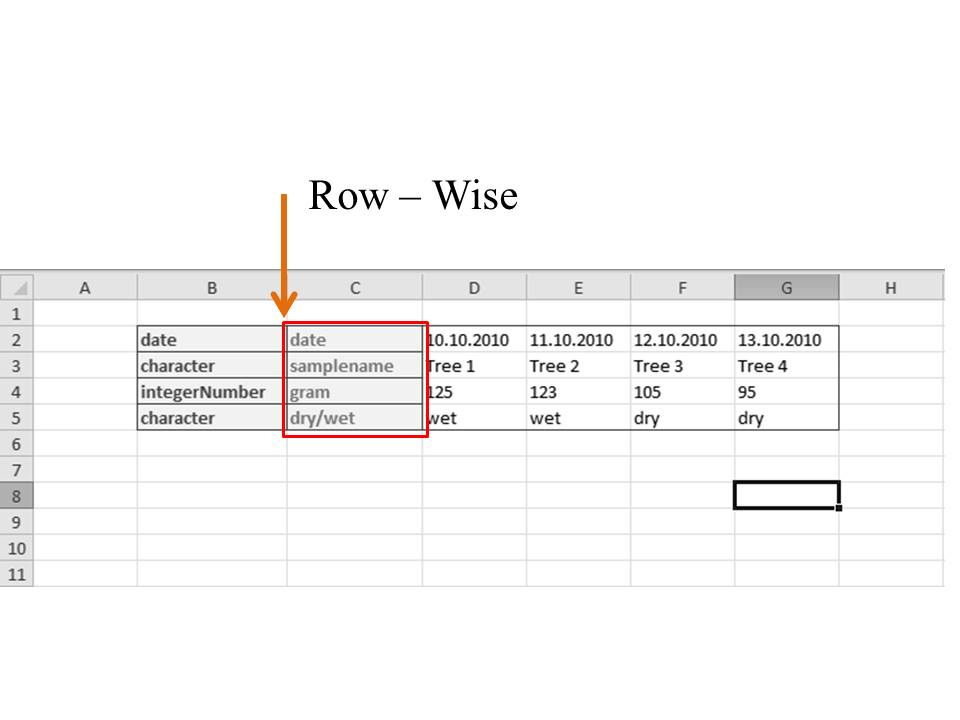 Row – Wise
A B C D E F G H
1
2 date date 10.10.2010 11.10.2010 12.10.2010 13.10.2010
3 character samplename Tree 1 Tree 2 Tree 3 Tree 4
4 integerNumber gram 125 123 105 95
5 character dry/wet wet wet dry dry
6
7
8
9
10
11